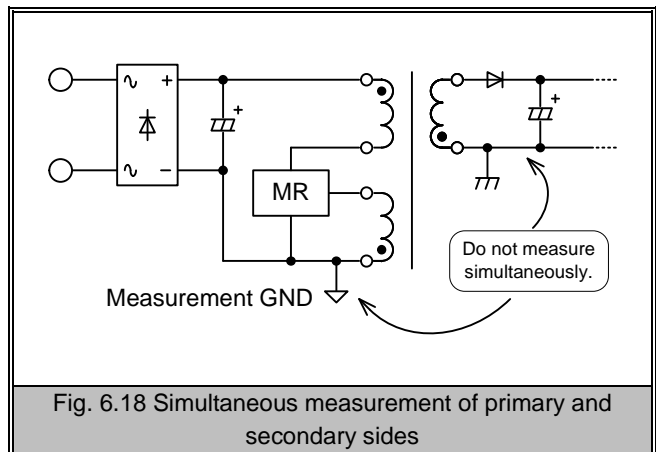 +
+
+
−
MR
Do not measure
simultaneously.
Measurement GND
Fig. 6.18 Simultaneous measurement of primary and
secondary sides